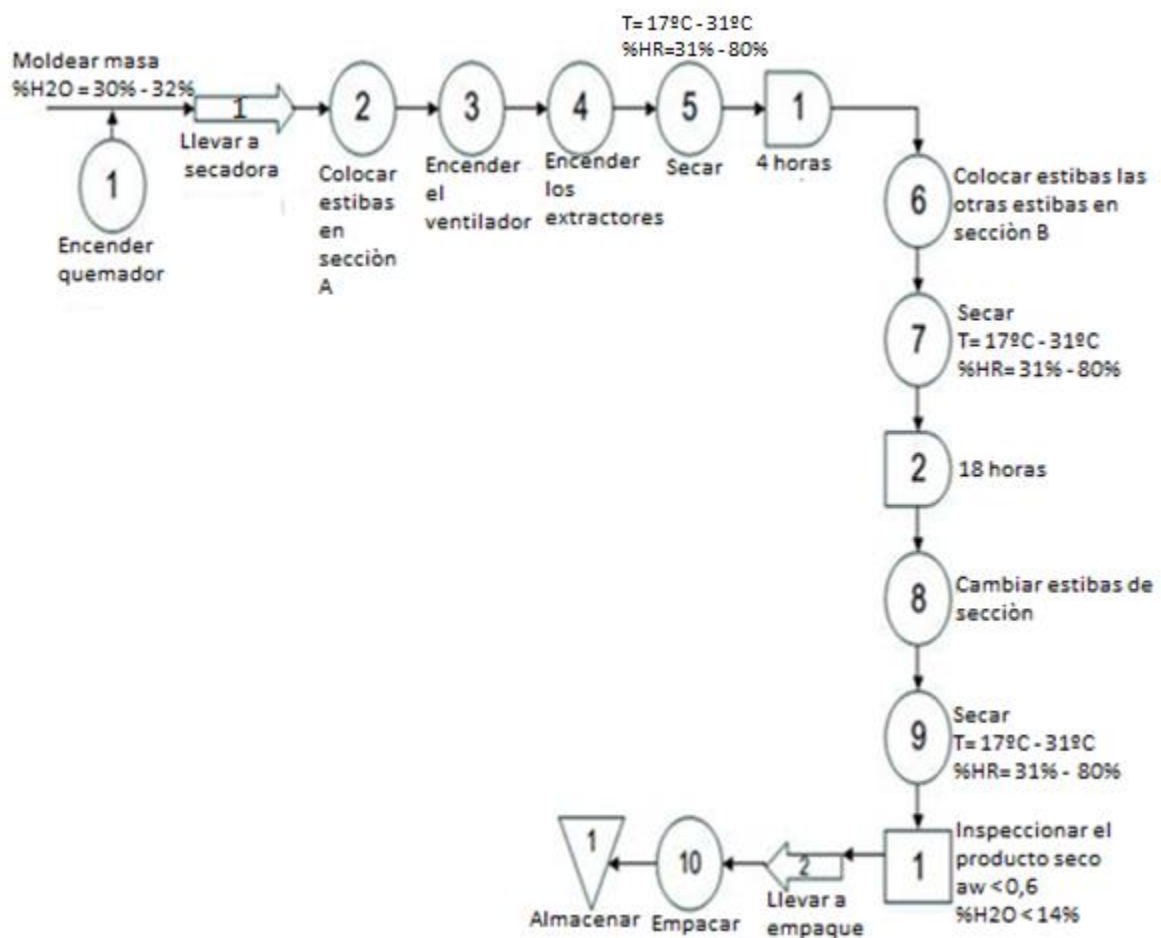 Moldear masa
%H2O = 30% - 32%
1
Encender
quemador
1
Llevar a
secadora
2
Colocar
estibas
en
secciòn
A
3
Encender
el
ventilador
4
Encender
los
extractores
T= 17ºC - 31ºC
%HR=31% - 80%
5
Secar
1
4 horas
6
Colocar estibas las
otras estibas en
secciòn B
7
Secar
T= 17ºC - 31ºC
%HR= 31% - 80%
2
18 horas
8
Cambiar estibas de
secciòn
9
Secar
T= 17ºC - 31ºC
%HR= 31% - 80%
1
Inspeccionar el
producto seco
aw <0,6
%H2O < 14%
2
Llevar a
empaque
10
Empacar
1
Almacenar